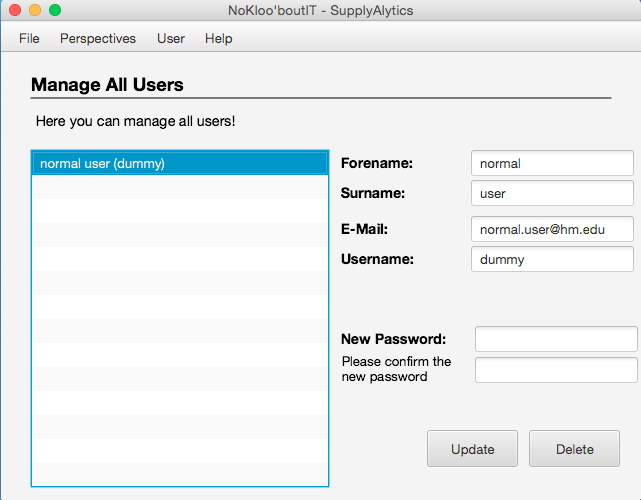 NoKloo'boutIT - SupplyAlytics
File Perspectives User Help
Manage All Users
Here you can manage all users!
normal user (dummy)
Forename: normal
Surname: user
E-Mail: normal.user@hm.edu
Username: dummy
New Password:
Please confirm the
new password
Update Delete